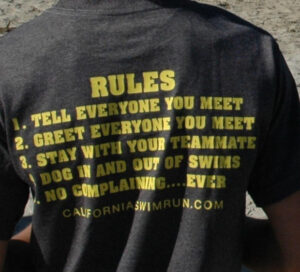 RULES
1. TELL EVERYONE YOU MEET
2. GREET EVERYONE YOU MEET
3. STAY WITH YOUR TEAMMATE
DOG IN AND OUT OF SWIMS
NO COMPLAINING....EVER
CALIFORNIASWIMRUN.COM